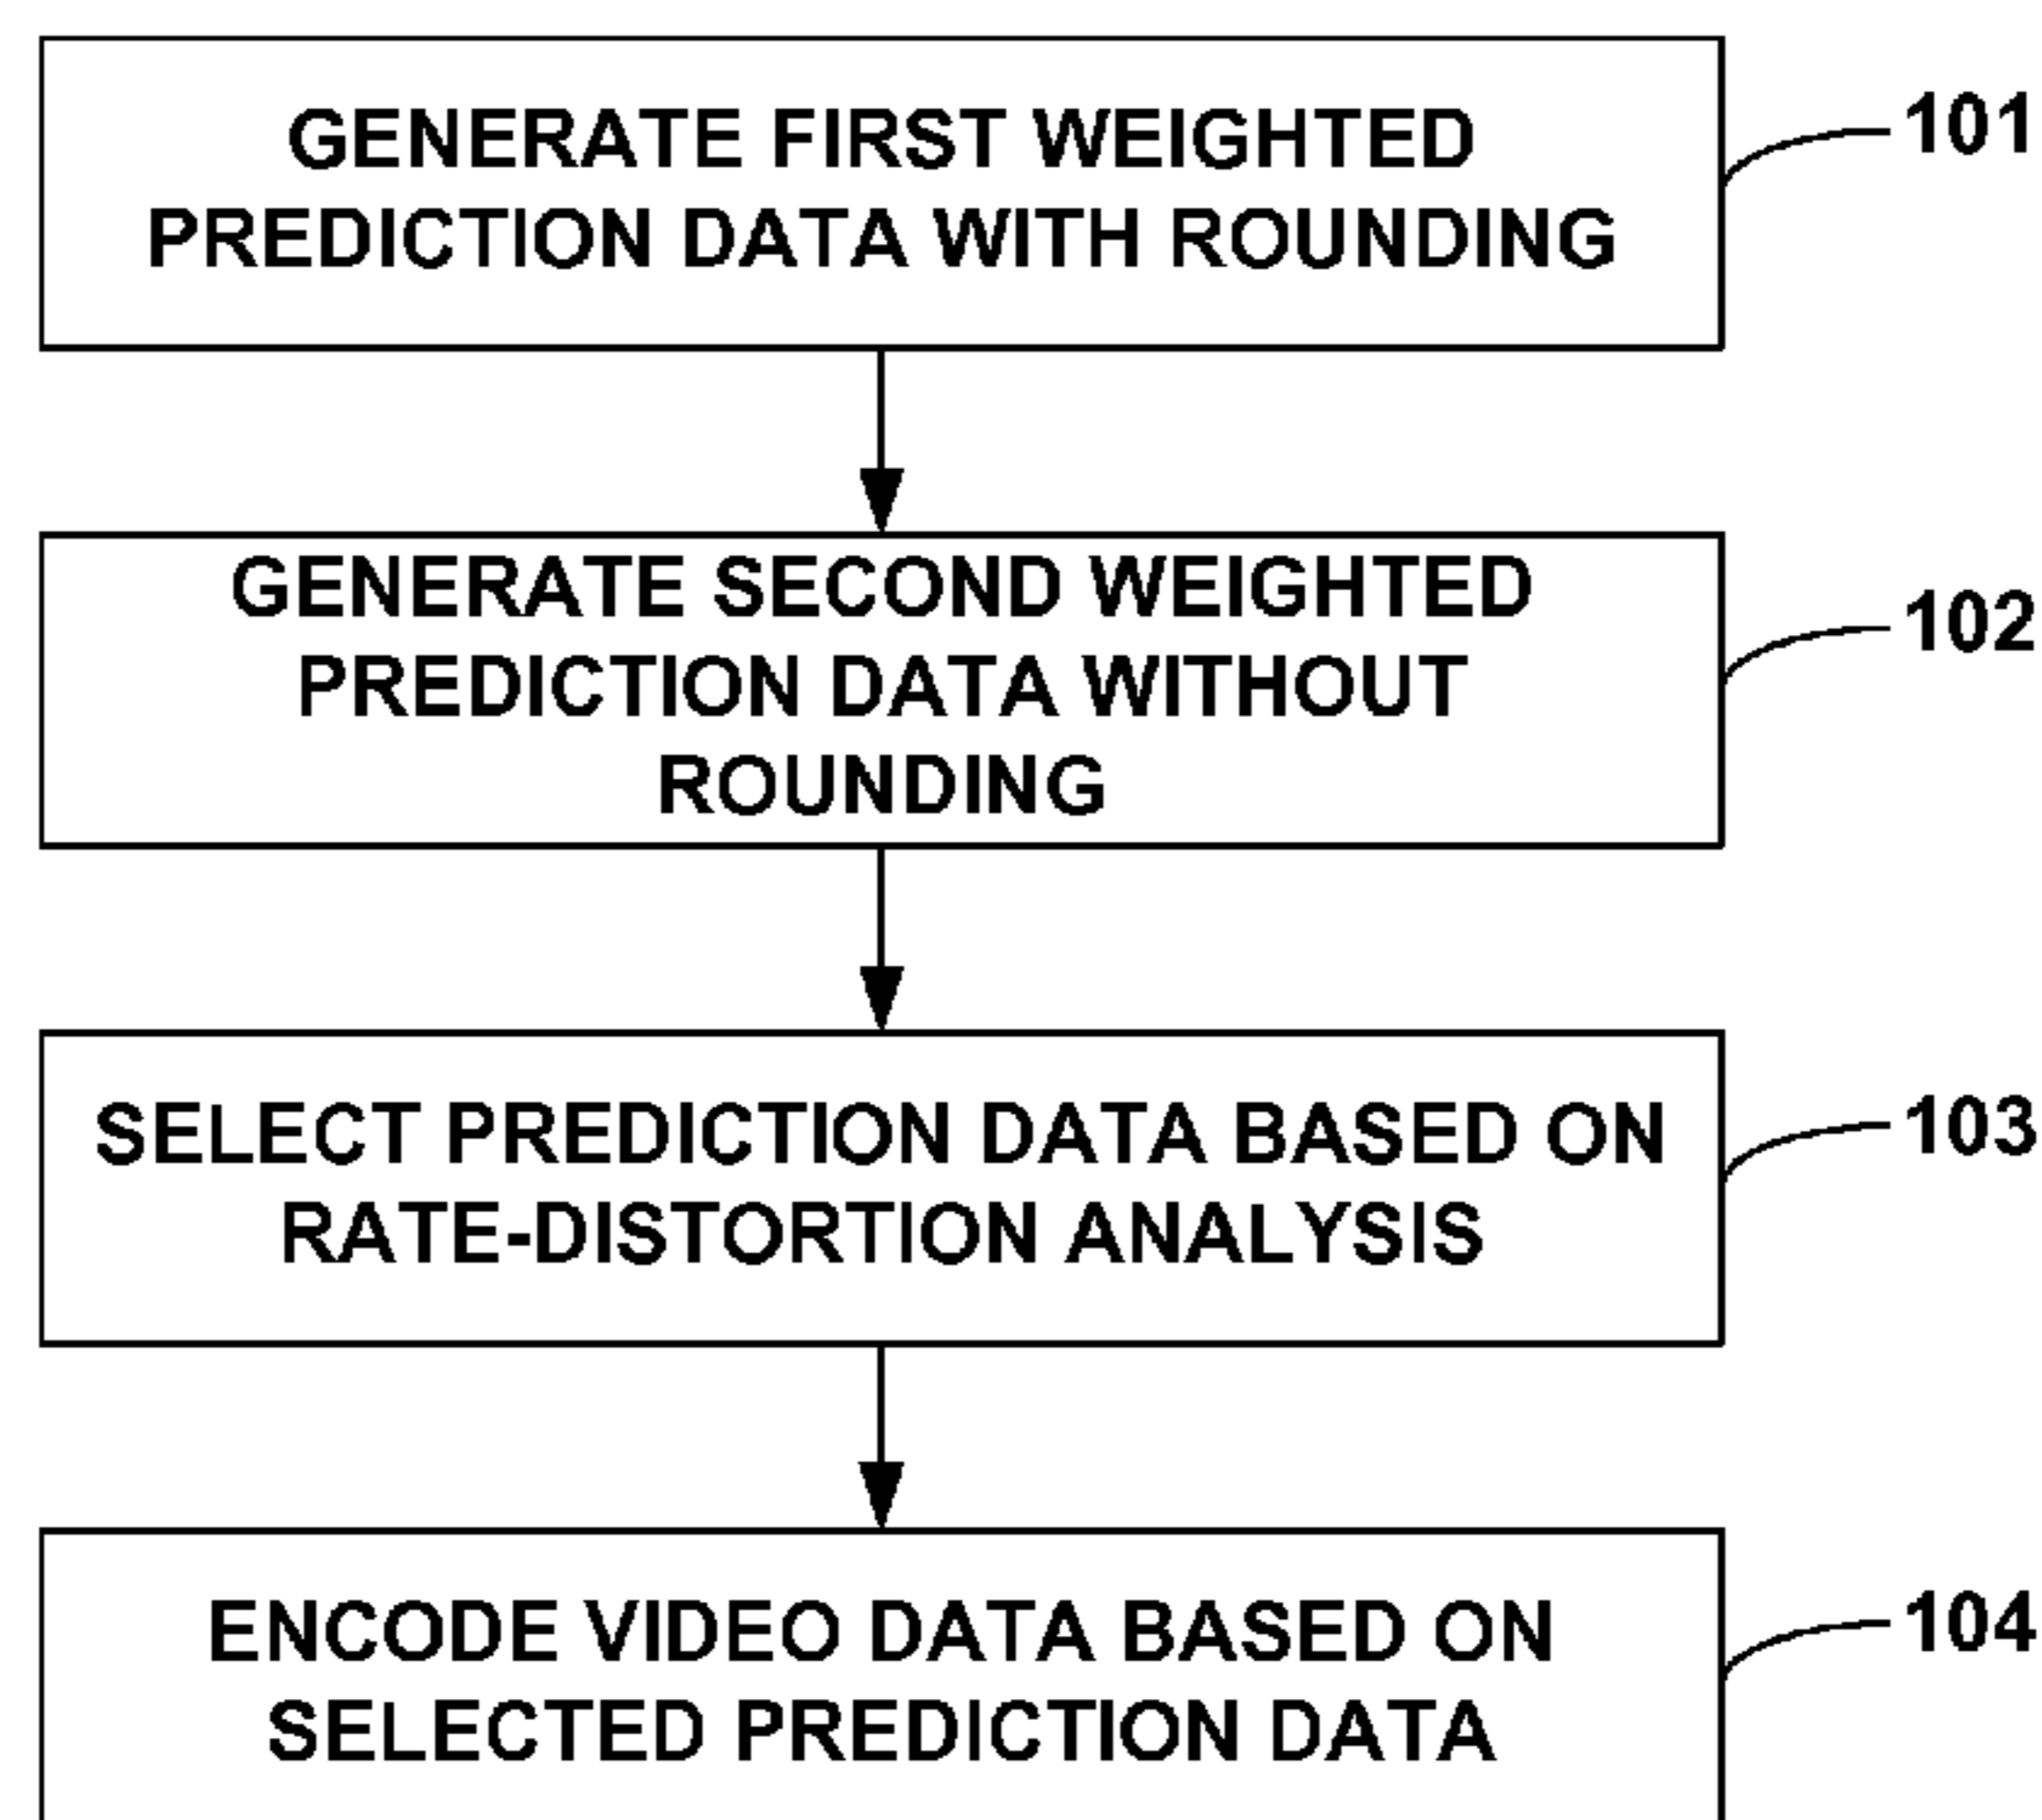 GENERATE FIRST WEIGHTED
PREDICTION DATA WITH ROUNDING
101
GENERATE SECOND WEIGHTED
PREDICTION DATA WITHOUT
ROUNDING
102
SELECT PREDICTION DATA BASED ON
RATE-DISTORTION ANALYSIS
103
ENCODE VIDEO DATA BASED ON
SELECTED PREDICTION DATA
104